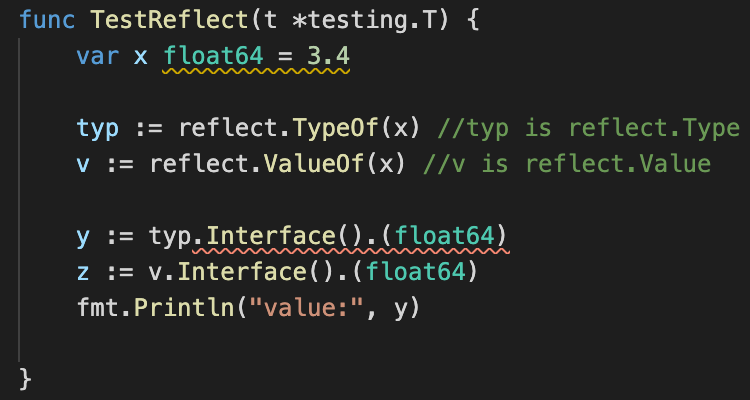 func TestReflect(t *testing.T) {
    var x float64 = 3.4
    typ := reflect.TypeOf(x) //typ is reflect.Type
    v := reflect.ValueOf(x) //v is reflect.Value
    y := typ.Interface().(float64)
    z := v.Interface().(float64)
    fmt.Println("value:", y)
}